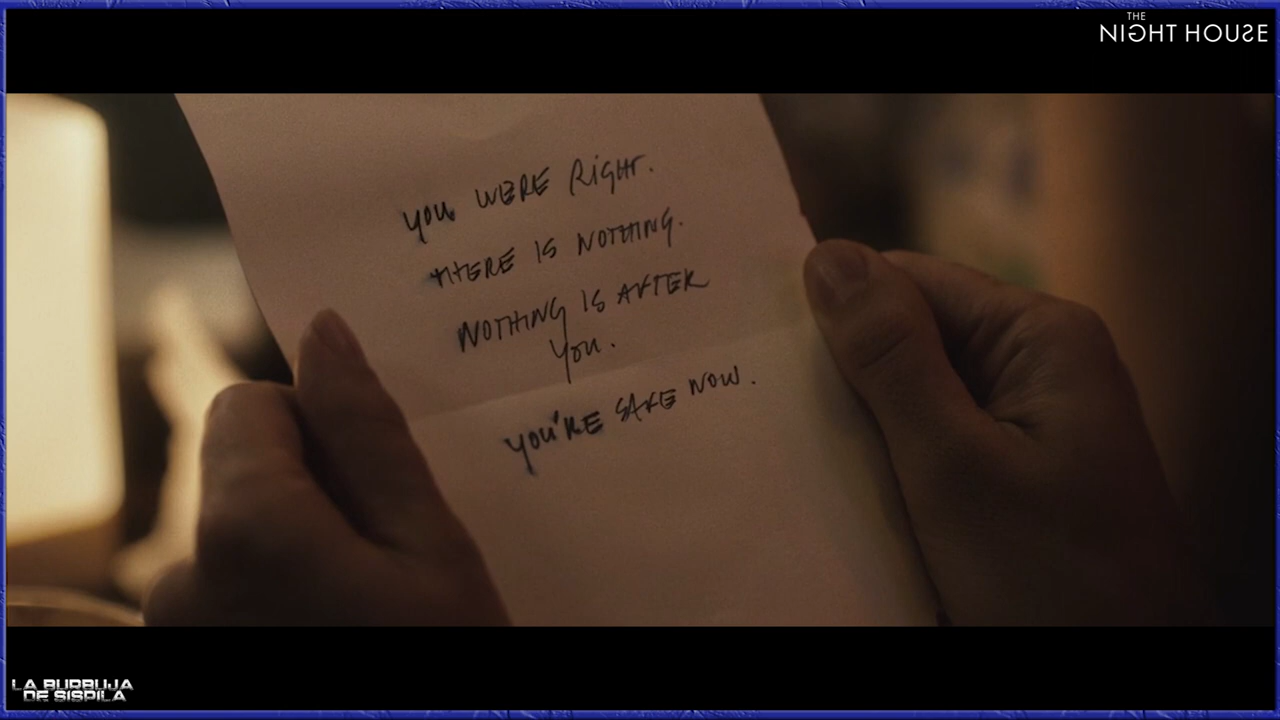 THE
NIGHT HOUSE
YOU WERE RiGHT.
THERE IS NOTHING.
NOTHING IS AFTER
YOU.
YOU'RE SAFE NOW.
LA BURBUJA
DE SISPILA